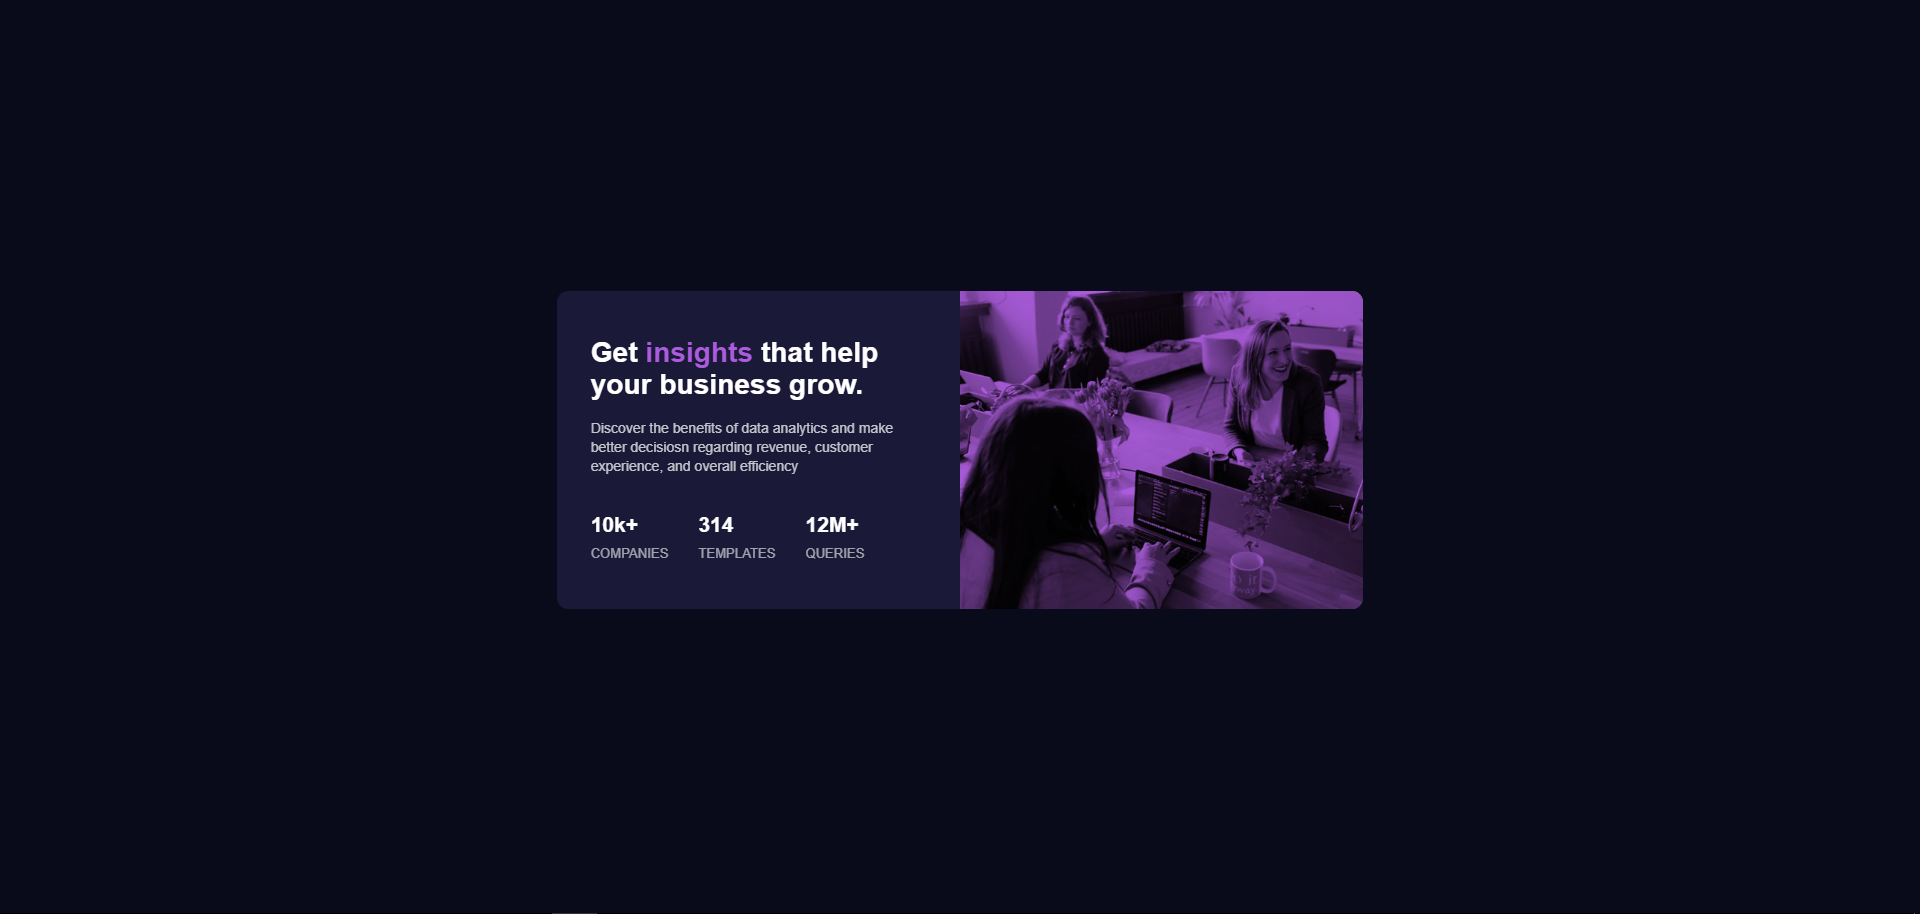 Get insights that help
your business grow.
Discover the benefits of data analytics and make
better decisiosn regarding revenue, customer
experience, and overall efficiency
10k+ 314 12M+
COMPANIES TEMPLATES QUERIES